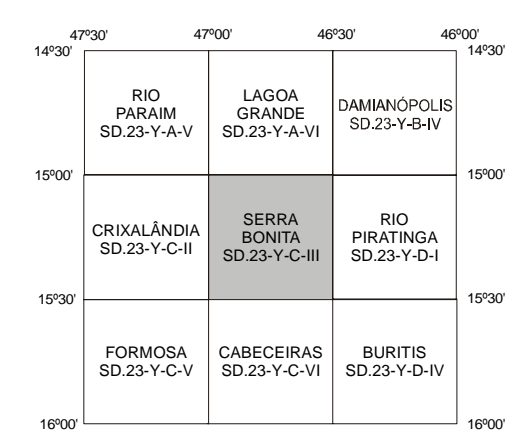 47º30' 47º00' 46º30' 46º00'
14º30' 14º30'
RIO
PARAIM
SD.23-Y-A-V
LAGOA
GRANDE
SD.23-Y-A-VI
DAMIANÓPOLIS
SD.23-Y-B-IV
15º00' 15º00'
CRIXALÂNDIA
SD.23-Y-C-II
SERRA
BONITA
SD.23-Y-C-III
RIO
PIRATINGA
SD.23-Y-D-I
15º30' 15º30'
FORMOSA
SD.23-Y-C-V
CABECEIRAS
SD.23-Y-C-VI
BURITIS
SD.23-Y-D-IV
16º00' 16º00'